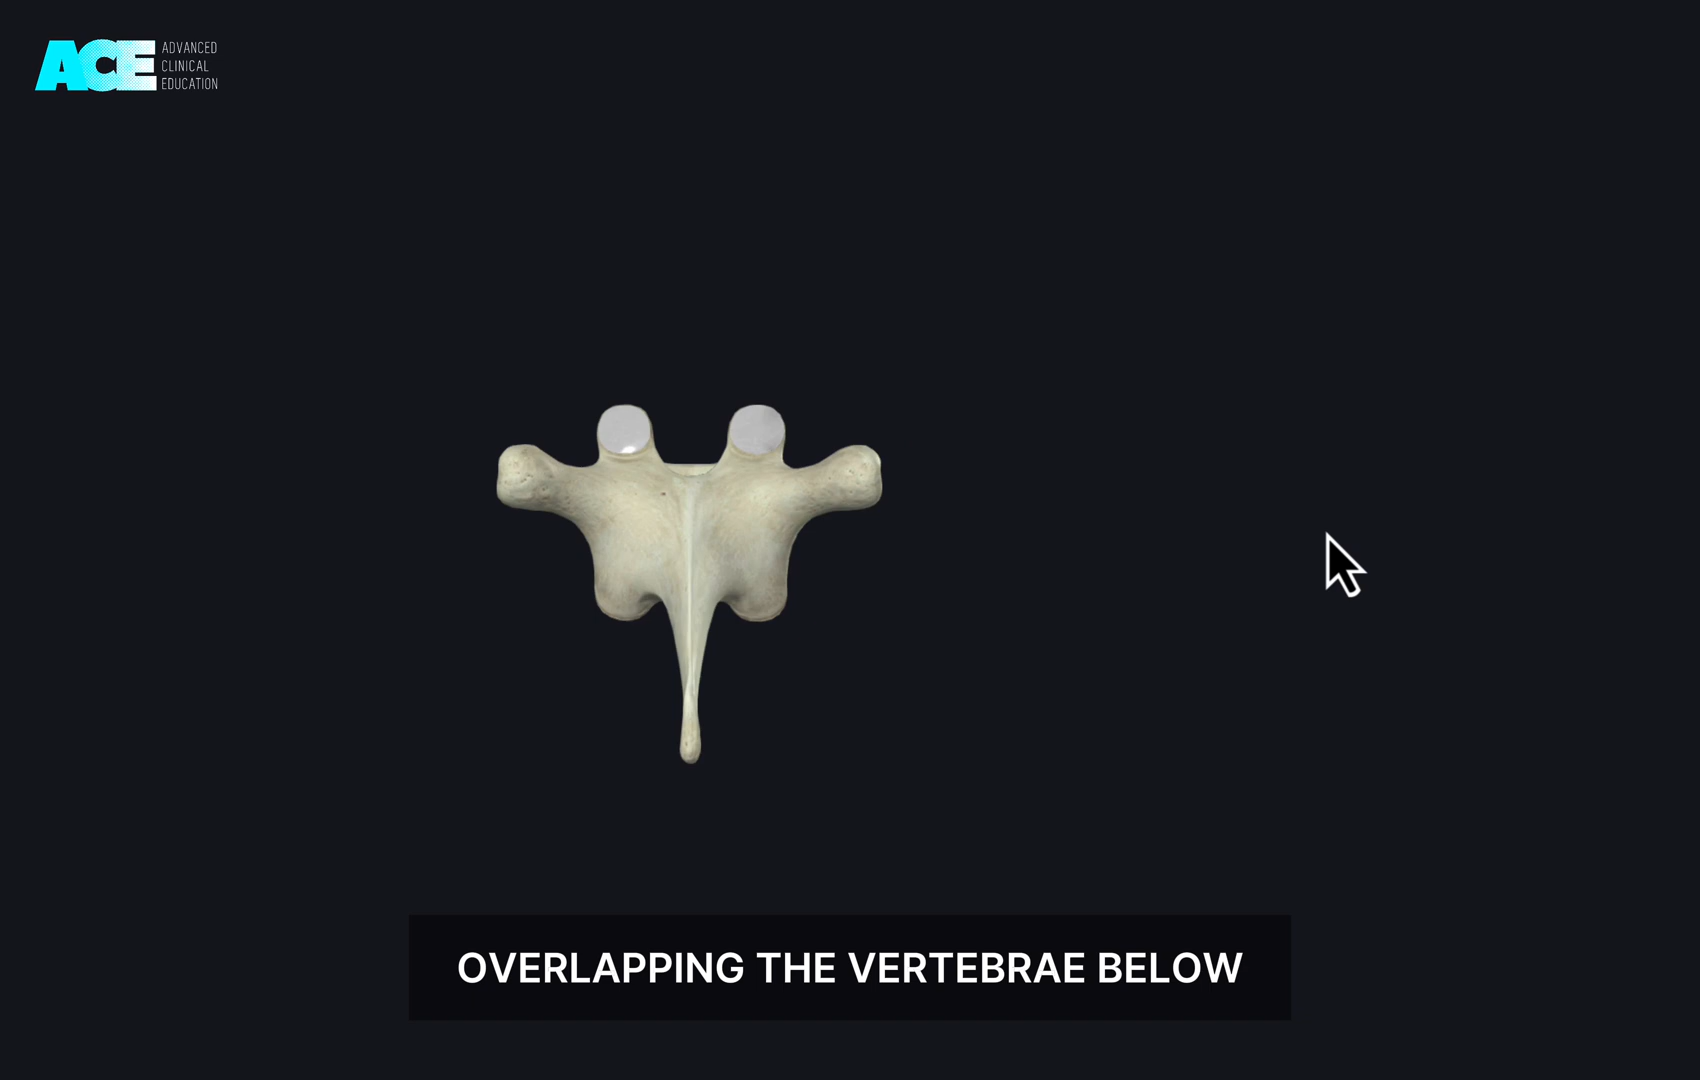 ACE
ADVANCED
CLINICAL
EDUCATION
OVERLAPPING THE VERTEBRAE BELOW